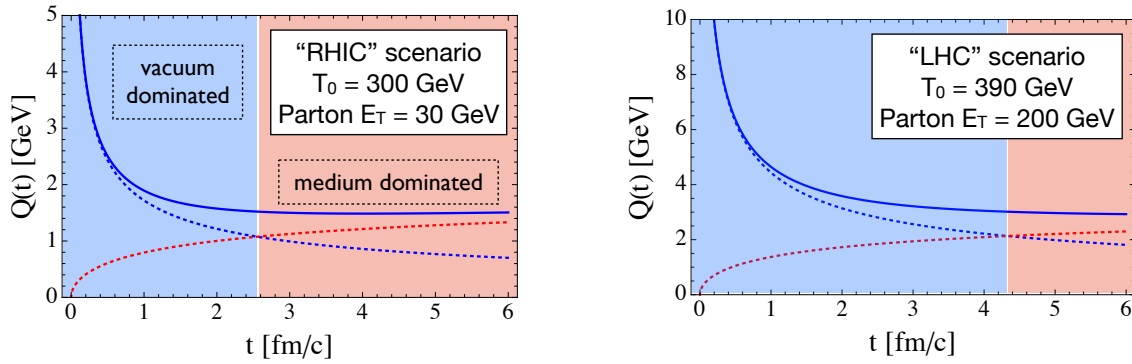 5
4
3
2
1
0
Q(t) [GeV]
vacuum
dominated
“RHIC” scenario
T0 = 300 GeV
Parton ET = 30 GeV
medium dominated
0 1 2 3 4 5 6
t [fm/c]
10
8
6
4
2
0
Q(t) [GeV]
“LHC” scenario
T0 = 390 GeV
Parton ET = 200 GeV
0 1 2 3 4 5 6
t [fm/c]